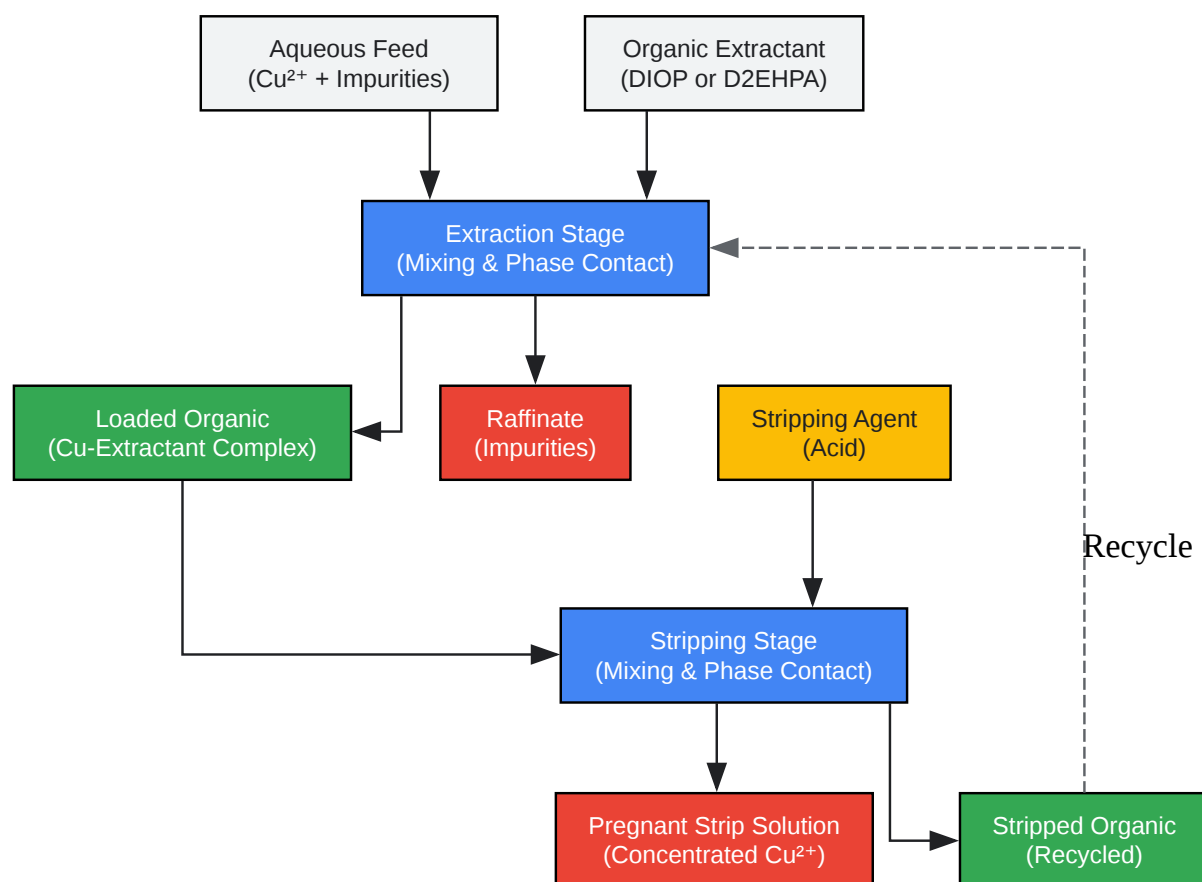 Aqueous Feed
(Cu²⁺ + Impurities)
Organic Extractant
(DIOP or D2EHPA)
Extraction Stage
(Mixing & Phase Contact)
Loaded Organic
(Cu-Extractant Complex)
Raffinate
(Impurities)
Stripping Agent
(Acid)
Recycle
Stripping Stage
(Mixing & Phase Contact)
Pregnant Strip Solution
(Concentrated Cu²⁺)
Stripped Organic
(Recycled)